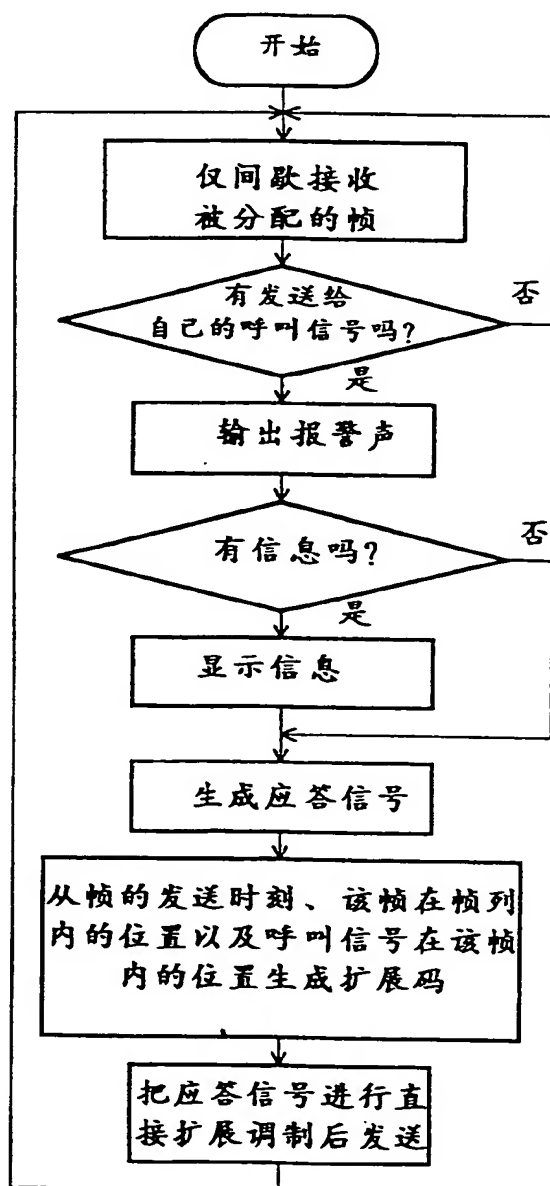 开始
仅间歇接收
被分配的帧
有发送给
自己的呼叫信号吗?
否
是
输出报警声
有信息吗?
否
是
显示信息
生成应答信号
从帧的发送时刻、该帧在帧列
内的位置以及呼叫信号在该帧
内的位置生成扩展码
把应答信号进行直
接扩展调制后发送